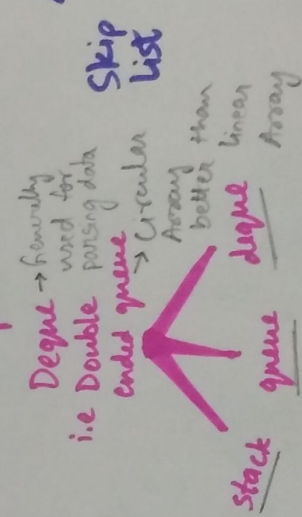 Deque → Generally
used for
parsing data
i.e Double
ended queue
→ Circular
Array
better than
linear
Array
stack
queue
deque
Skip
List